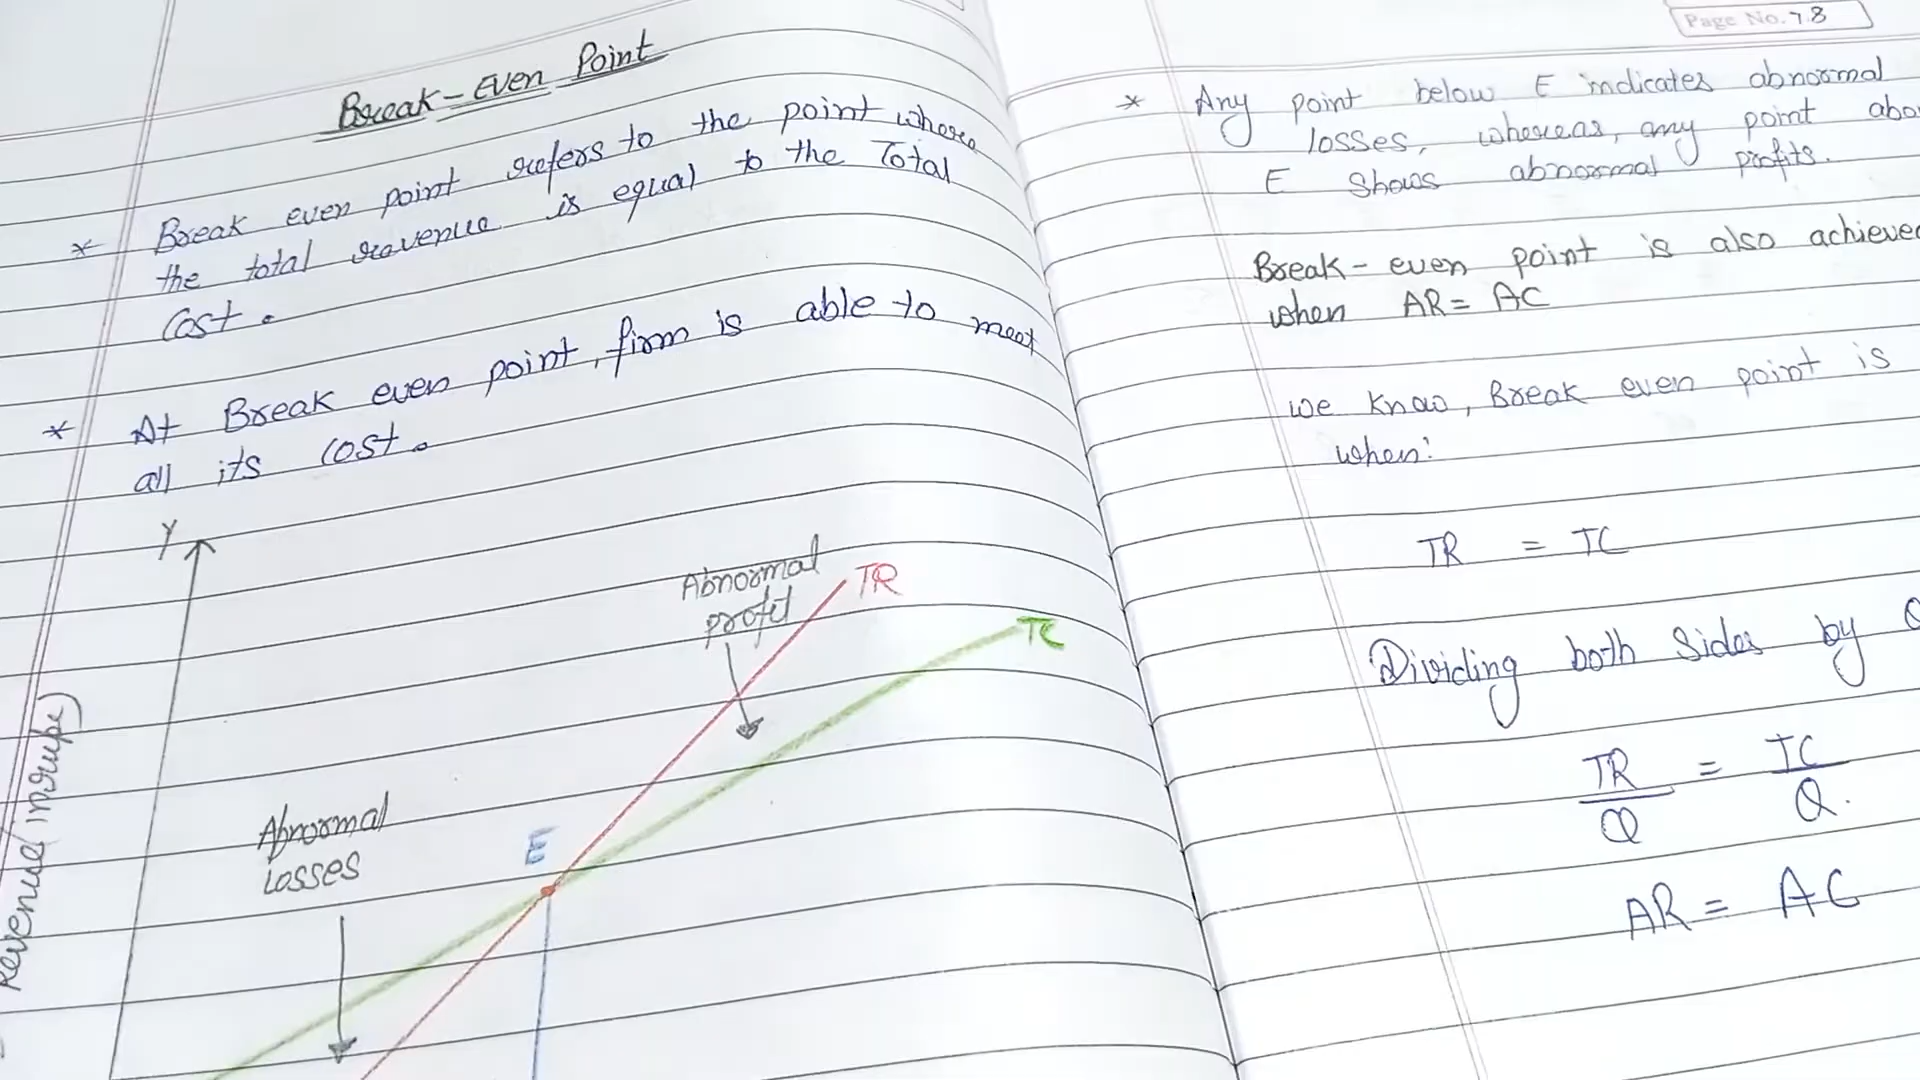 Break-Even Point
* Break even point refers to the point where
the total revenue is equal to the Total
Cost.
* At Break even point, firm is able to meet
all its cost.
Y
Abnormal
profit
TR
TC
Revenue (in rupe)
Abnormal
Losses
E
Page No. 78
* Any point below E indicates abnormal
losses, whereas, any point abo
E shows abnormal profits.
Break-even point is also achieved
when AR = AC
we know, Break even point is
when:
TR = TC
Dividing both sides by Q
TR = TC
Q Q.
AR = AC